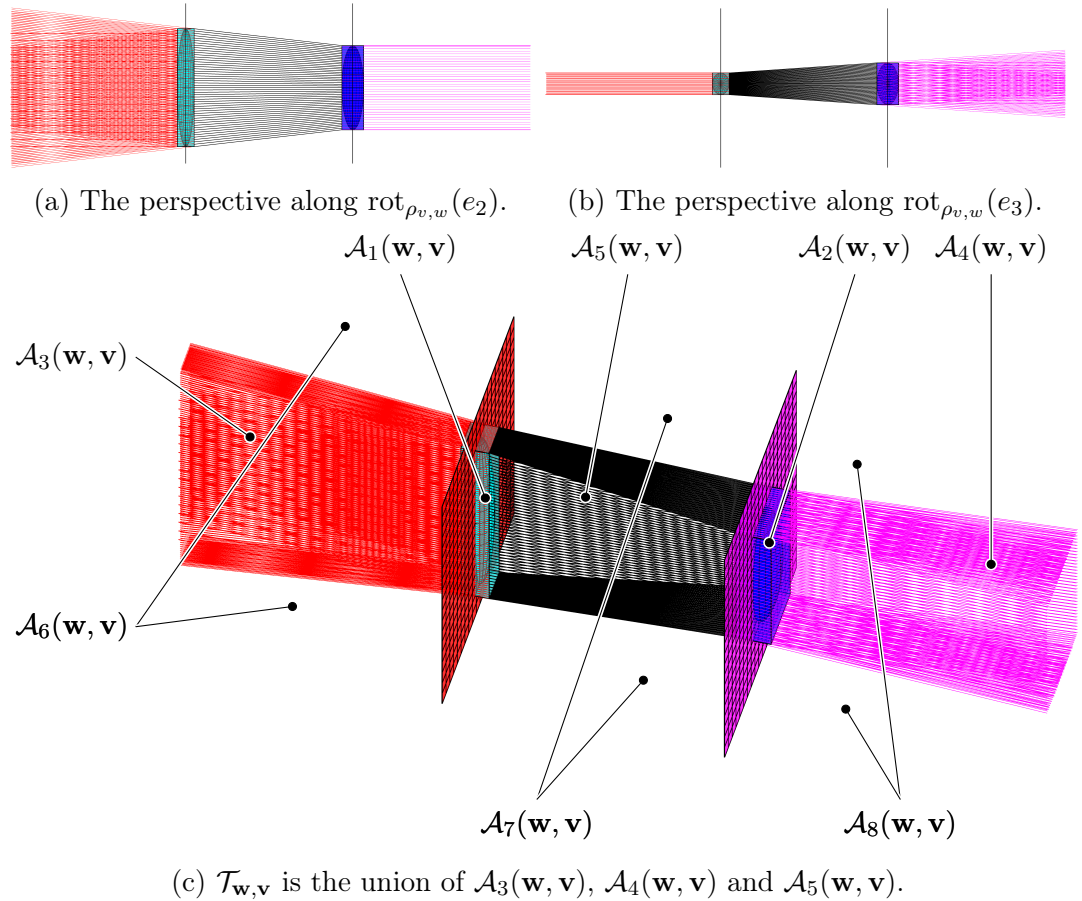 (a) The perspective along rot_{ρ_{v,w}}(e_2).
(b) The perspective along rot_{ρ_{v,w}}(e_3).
𝒜_1(𝐰, 𝐯)
𝒜_5(𝐰, 𝐯)
𝒜_2(𝐰, 𝐯)
𝒜_4(𝐰, 𝐯)
𝒜_3(𝐰, 𝐯)
𝒜_6(𝐰, 𝐯)
𝒜_7(𝐰, 𝐯)
𝒜_8(𝐰, 𝐯)
(c) 𝒯_{𝐰,𝐯} is the union of 𝒜_3(𝐰, 𝐯), 𝒜_4(𝐰, 𝐯) and 𝒜_5(𝐰, 𝐯).